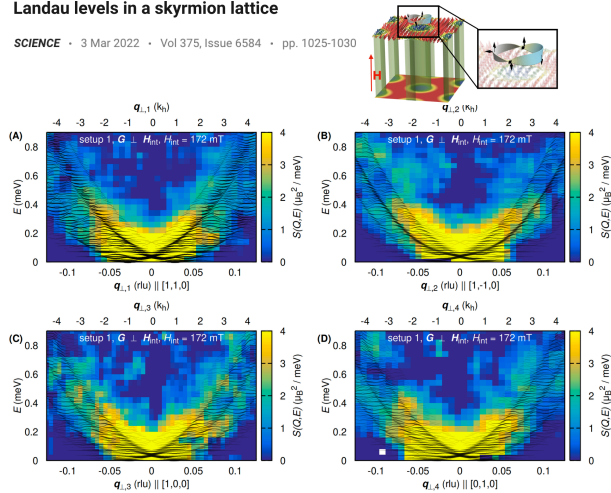 Landau levels in a skyrmion lattice
SCIENCE • 3 Mar 2022 • Vol 375, Issue 6584 • pp. 1025-1030
H
q⊥,1 (kh)
-4 -3 -2 -1 0 1 2 3 4
(A)
setup 1, G ⊥ Hint, Hint = 172 mT
E (meV)
0.8
0.6
0.4
0.2
0
-0.1 -0.05 0 0.05 0.1
q⊥,1 (rlu) || [1,1,0]
4
3
2
1
0
S(Q,E) (μB² / meV)
q⊥,2 (kh)
-4 -3 -2 -1 0 1 2 3 4
(B)
setup 1, G ⊥ Hint, Hint = 172 mT
E (meV)
0.8
0.6
0.4
0.2
0
-0.1 -0.05 0 0.05 0.1
q⊥,2 (rlu) || [1,-1,0]
4
3
2
1
0
S(Q,E) (μB² / meV)
q⊥,3 (kh)
-4 -3 -2 -1 0 1 2 3 4
(C)
setup 1, G ⊥ Hint, Hint = 172 mT
E (meV)
0.8
0.6
0.4
0.2
0
-0.1 -0.05 0 0.05 0.1
q⊥,3 (rlu) || [1,0,0]
4
3
2
1
0
S(Q,E) (μB² / meV)
q⊥,4 (kh)
-4 -3 -2 -1 0 1 2 3 4
(D)
setup 1, G ⊥ Hint, Hint = 172 mT
E (meV)
0.8
0.6
0.4
0.2
0
-0.1 -0.05 0 0.05 0.1
q⊥,4 (rlu) || [0,1,0]
4
3
2
1
0
S(Q,E) (μB² / meV)